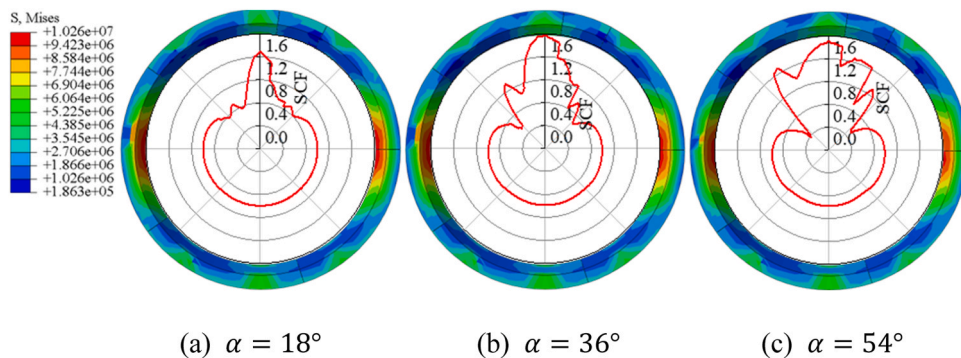 S, Mises
+1.026e+07
+9.423e+06
+8.584e+06
+7.744e+06
+6.904e+06
+6.064e+06
+5.225e+06
+4.385e+06
+3.545e+06
+2.706e+06
+1.866e+06
+1.026e+06
+1.863e+05
1.6
1.2
0.8
0.4
0.0
SCF
1.6
1.2
0.8
0.4
0.0
SCF
1.6
1.2
0.8
0.4
0.0
SCF
(a) α = 18°
(b) α = 36°
(c) α = 54°